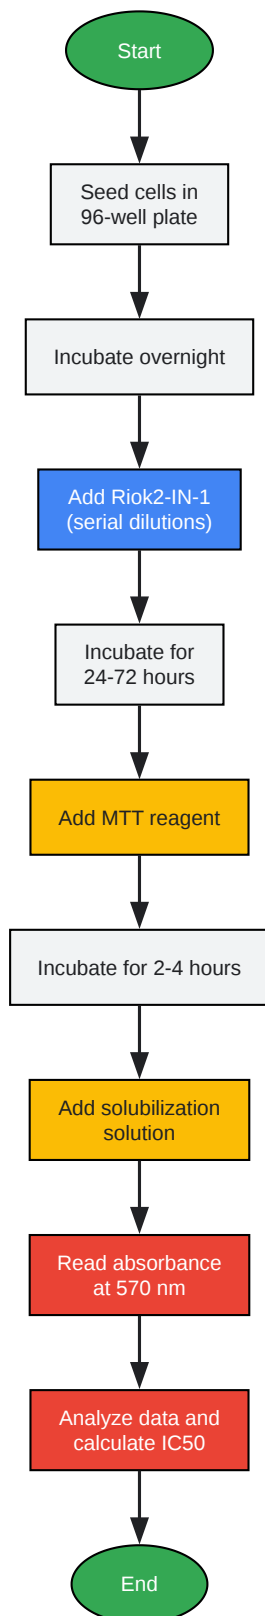 Start
Seed cells in
96-well plate
Incubate overnight
Add Riok2-IN-1
(serial dilutions)
Incubate for
24-72 hours
Add MTT reagent
Incubate for 2-4 hours
Add solubilization
solution
Read absorbance
at 570 nm
Analyze data and
calculate IC50
End